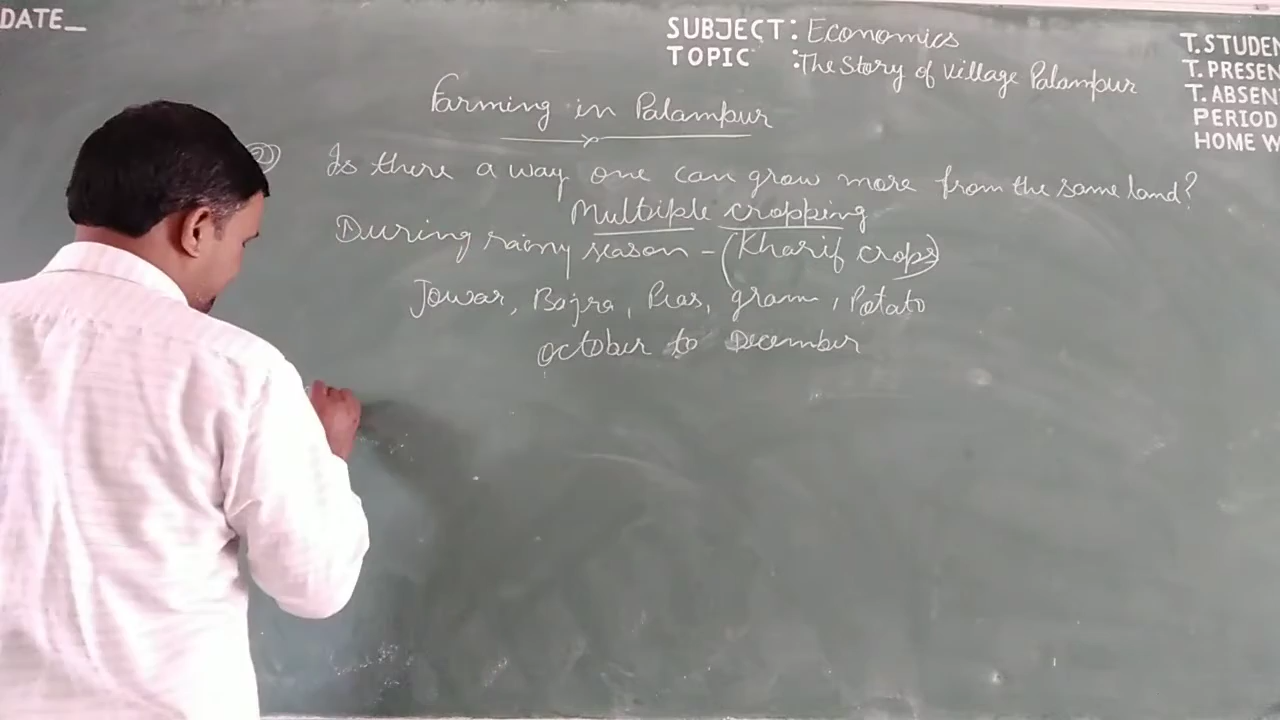 DATE_
SUBJECT: Economics
TOPIC : The Story of Village Palampur
T.STUDEN
T.PRESEN
T.ABSEN
PERIOD
HOME W
Farming in Palampur
2) Is there a way one can grow more from the same land?
Multiple cropping
During rainy season - (Kharif crops)
Jowar, Bajra, Peas, gram, Potato
October to December